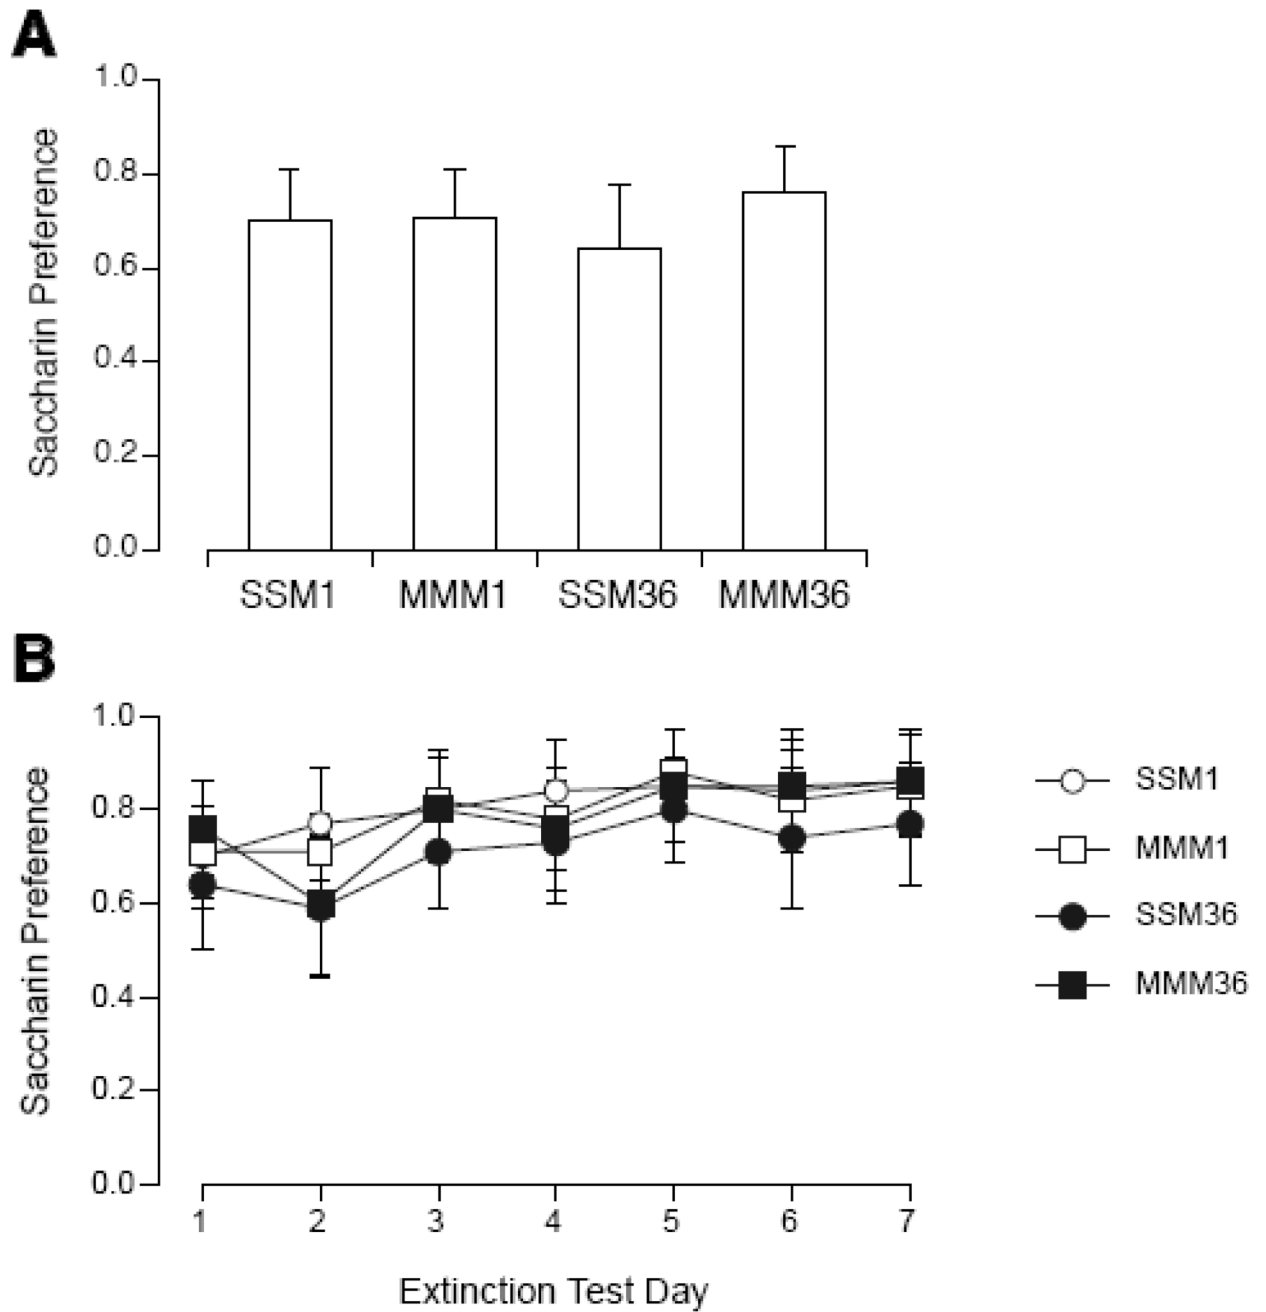 A
1.0
0.8
0.6
0.4
0.2
0.0
Saccharin Preference
SSM1 MMM1 SSM36 MMM36
B
1.0
0.8
0.6
0.4
0.2
0.0
Saccharin Preference
1 2 3 4 5 6 7
Extinction Test Day
SSM1
MMM1
SSM36
MMM36